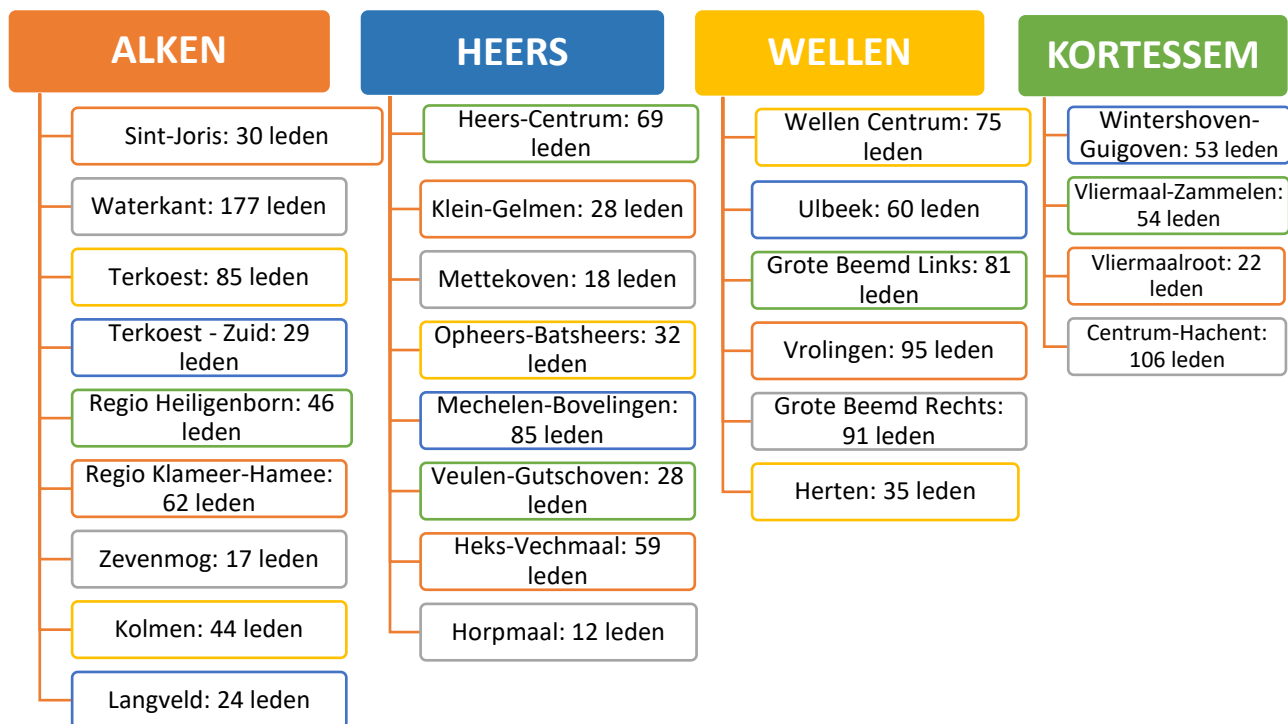 ALKEN
Sint-Joris: 30 leden
Waterkant: 177 leden
Terkoest: 85 leden
Terkoest - Zuid: 29
leden
Regio Heiligenborn: 46
leden
Regio Klameer-Hamee:
62 leden
Zevenmog: 17 leden
Kolmen: 44 leden
Langveld: 24 leden
HEERS
Heers-Centrum: 69
leden
Klein-Gelmen: 28 leden
Mettekoven: 18 leden
Opheers-Batsheers: 32
leden
Mechelen-Bovelingen:
85 leden
Veulen-Gutschoven: 28
leden
Heks-Vechmaal: 59
leden
Horpmaal: 12 leden
WELLEN
Wellen Centrum: 75
leden
Ulbeek: 60 leden
Grote Beemd Links: 81
leden
Vrolingen: 95 leden
Grote Beemd Rechts:
91 leden
Herten: 35 leden
KORTESSEM
Wintershoven-
Guigoven: 53 leden
Vliermaal-Zammelen:
54 leden
Vliermaalroot: 22
leden
Centrum-Hachent:
106 leden